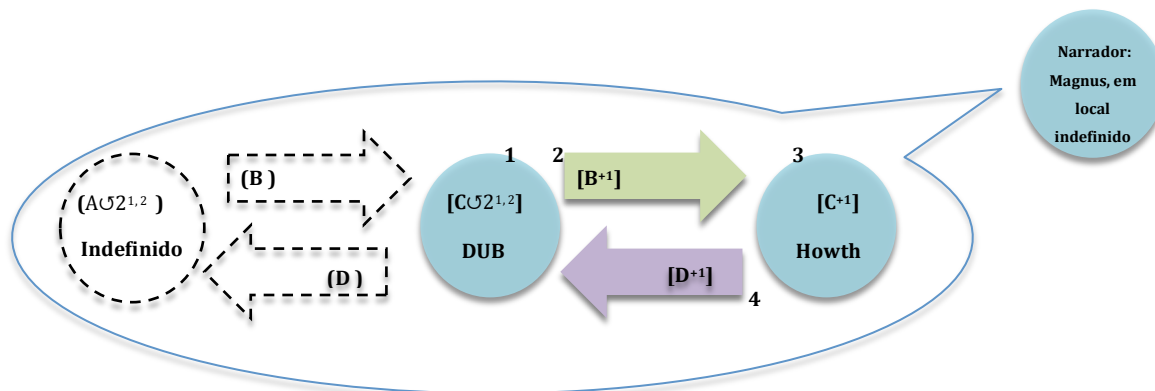 Narrador:
Magnus, em
local
indefinido
1
2
3
(B )
[B⁺¹]
(A↺2¹,² )
[C↺2¹,²]
[C⁺¹]
Indefinido
DUB
Howth
(D )
[D⁺¹]
4